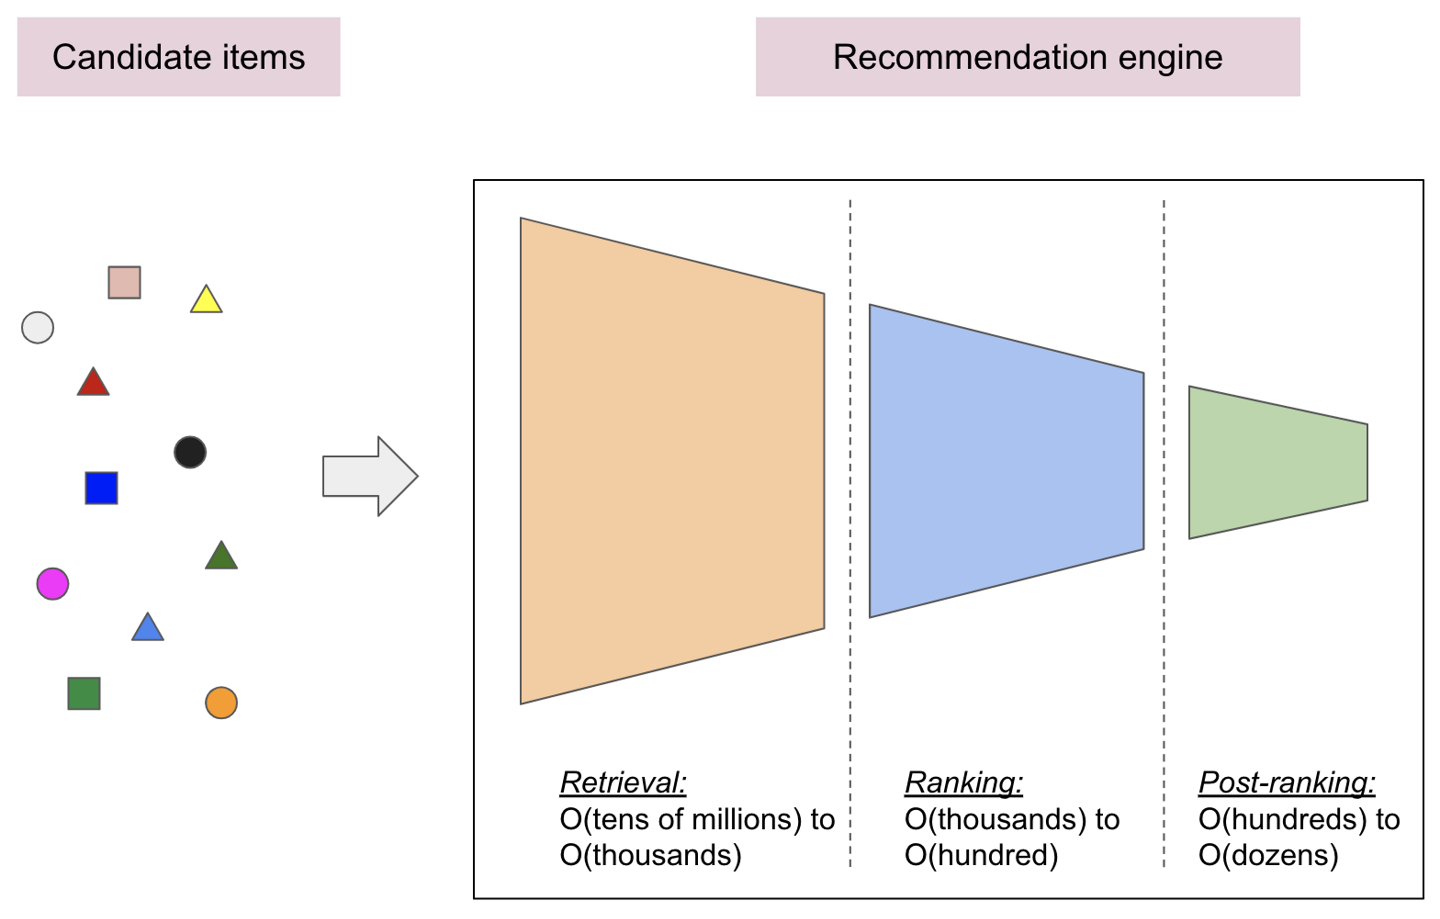 Candidate items
Recommendation engine
Retrieval:
O(tens of millions) to
O(thousands)
Ranking:
O(thousands) to
O(hundred)
Post-ranking:
O(hundreds) to
O(dozens)